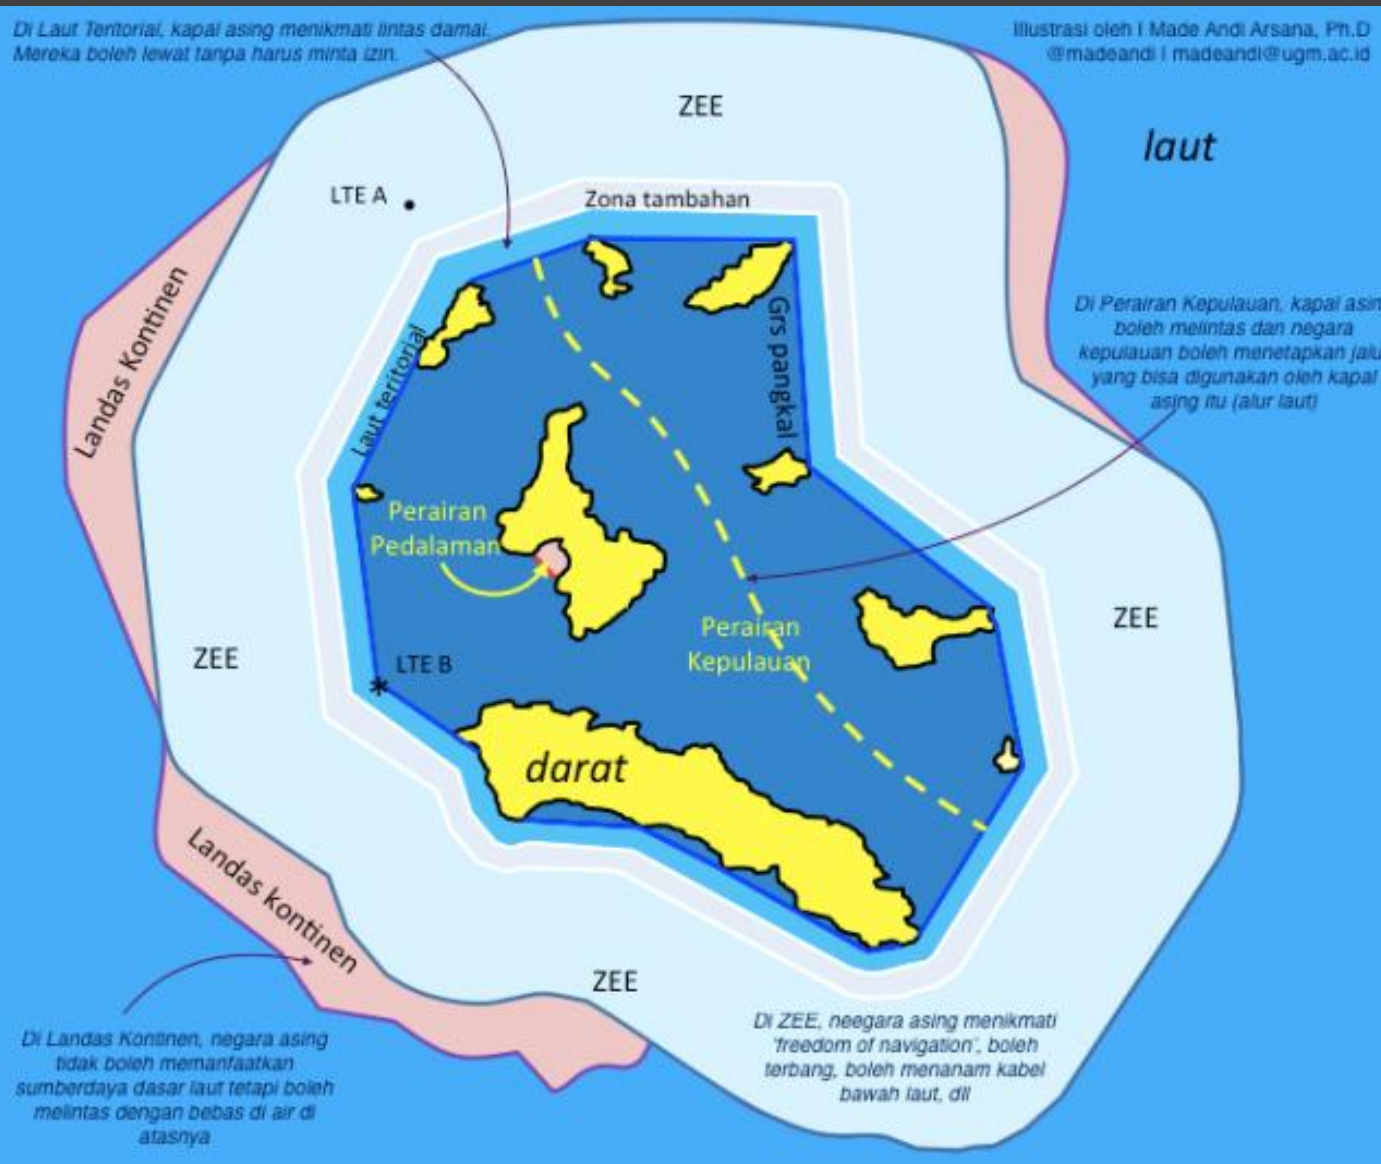 Di Laut Teritorial, kapal asing menikmati lintas damai.
Mereka boleh lewat tanpa harus minta izin.
Illustrasi oleh I Made Andi Arsana, Ph.D
@madeandi I madeandi@ugm.ac.id
ZEE
laut
LTE A
Zona tambahan
Landas Kontinen
Laut teritorial
Grs pangkal
Di Perairan Kepulauan, kapal asin
boleh melintas dan negara
kepulauan boleh menetapkan jalu
yang bisa digunakan oleh kapal
asing itu (alur laut)
Perairan
Pedalaman
ZEE
Perairan
Kepulauan
ZEE
LTE B
darat
Landas kontinen
ZEE
Di ZEE, neegara asing menikmati
'freedom of navigation', boleh
terbang, boleh menanam kabel
bawah laut, dll
Di Landas Kontinen, negara asing
tidak boleh memanfaatkan
sumberdaya dasar laut tetapi boleh
melintas dengan bebas di air di
atasnya